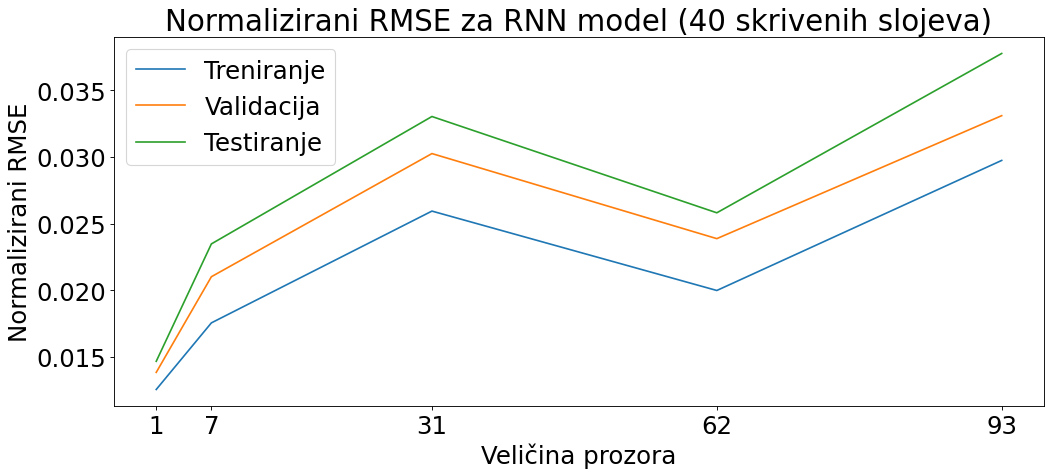 Normalizirani RMSE za RNN model (40 skrivenih slojeva)
Treniranje
Validacija
Testiranje
Normalizirani RMSE
0.035
0.030
0.025
0.020
0.015
1 7 31 62 93
Veličina prozora